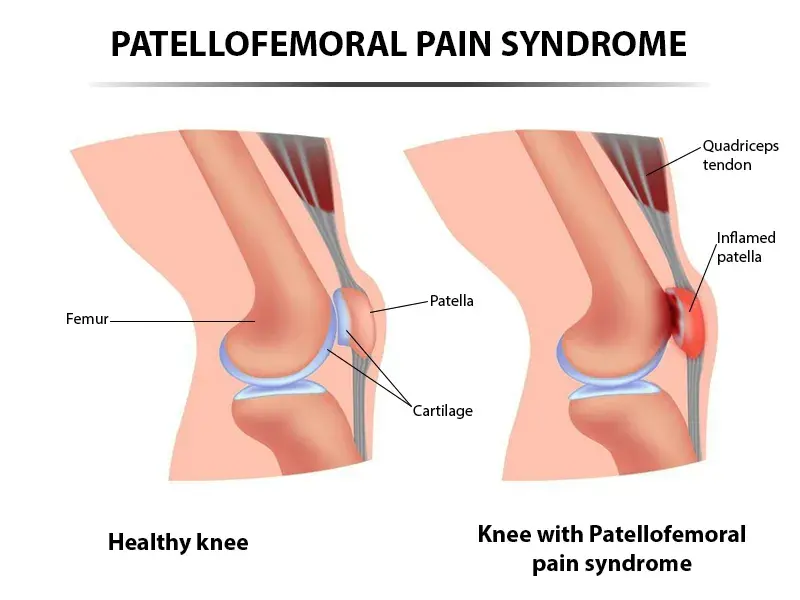 PATELLOFEMORAL PAIN SYNDROME
Quadriceps
tendon
Inflamed
patella
Patella
Femur
Cartilage
Healthy knee
Knee with Patellofemoral
pain syndrome